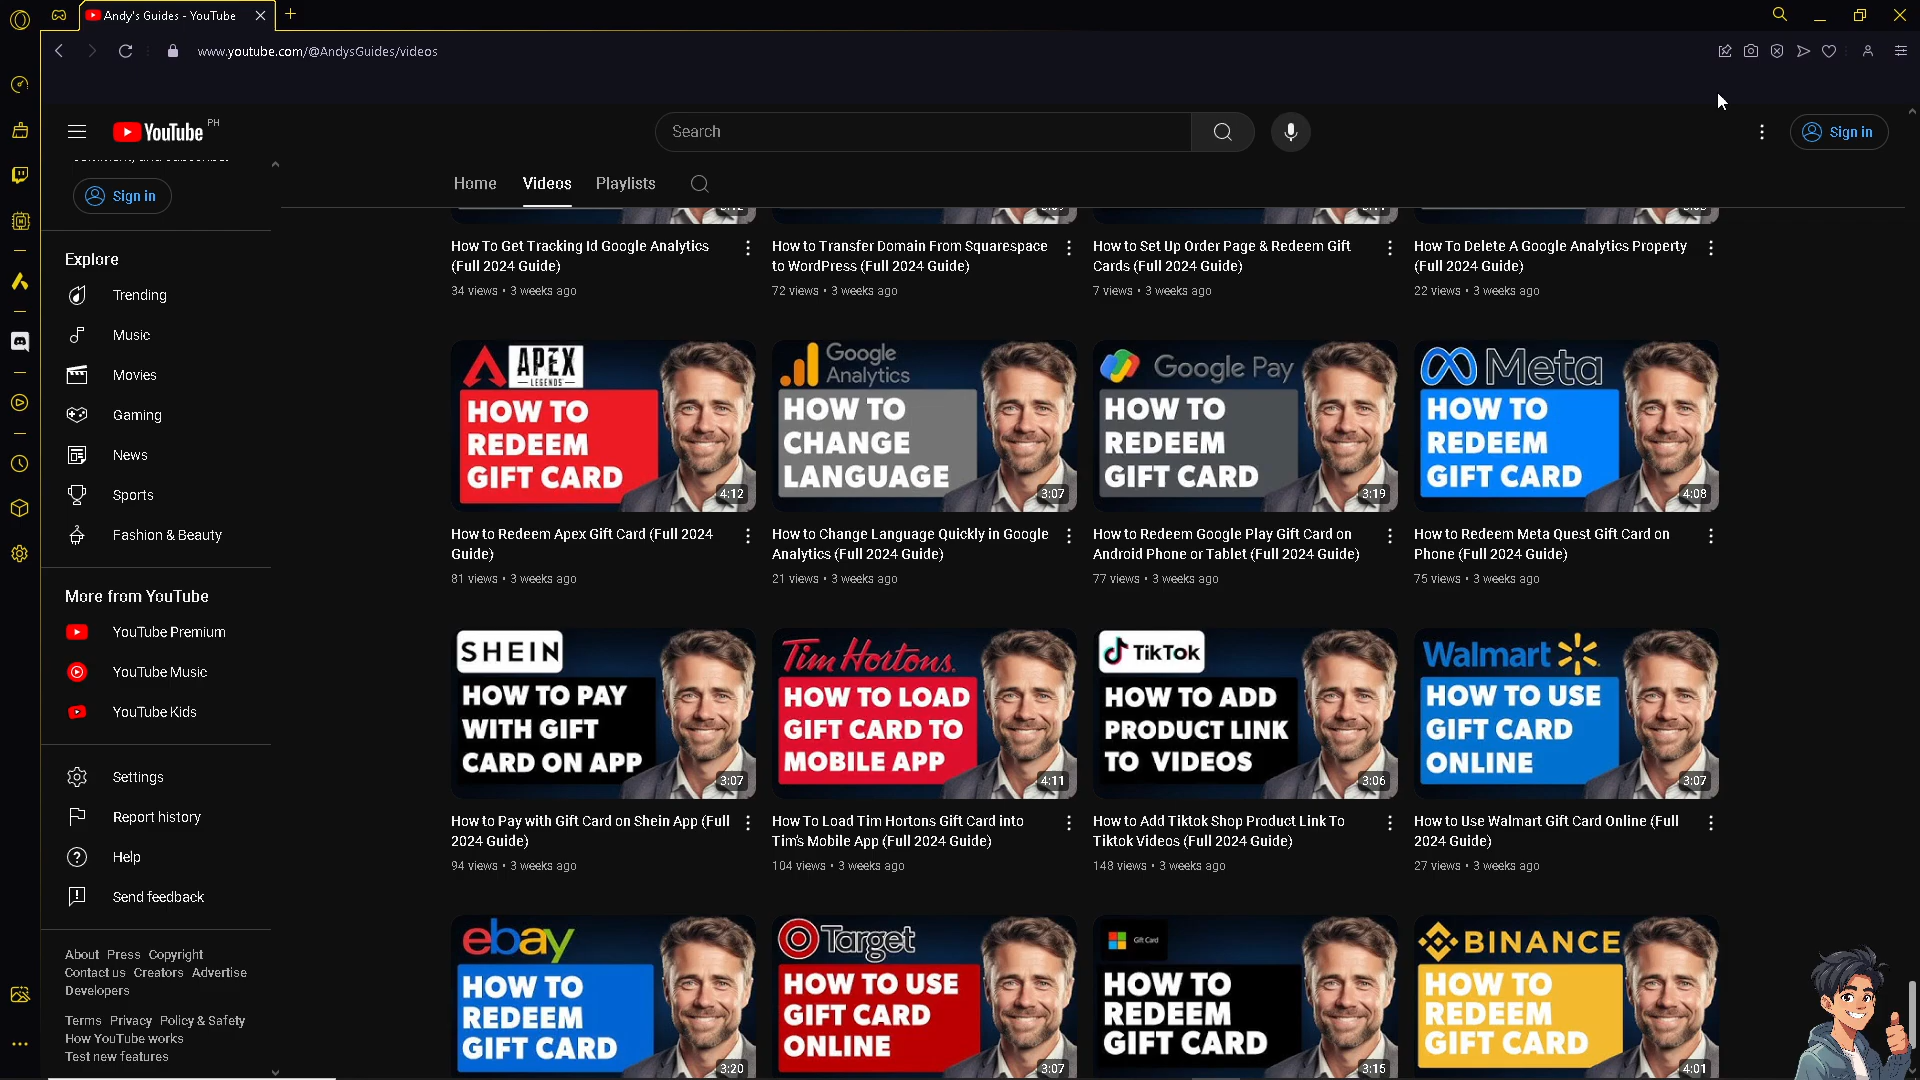 Andy's Guides - YouTube
www.youtube.com/@AndysGuides/videos
YouTube PH
Search
Sign in
Sign in
Home
Videos
Playlists
Explore
Trending
Music
Movies
Gaming
News
Sports
Fashion & Beauty
More from YouTube
YouTube Premium
YouTube Music
YouTube Kids
Settings
Report history
Help
Send feedback
About Press Copyright
Contact us Creators Advertise
Developers
Terms Privacy Policy & Safety
How YouTube works
Test new features
How To Get Tracking Id Google Analytics
(Full 2024 Guide)
34 views • 3 weeks ago
How to Transfer Domain From Squarespace
to WordPress (Full 2024 Guide)
72 views • 3 weeks ago
How to Set Up Order Page & Redeem Gift
Cards (Full 2024 Guide)
7 views • 3 weeks ago
How To Delete A Google Analytics Property
(Full 2024 Guide)
22 views • 3 weeks ago
APEX
LEGENDS
HOW TO
REDEEM
GIFT CARD
4:12
How to Redeem Apex Gift Card (Full 2024
Guide)
81 views • 3 weeks ago
Google
Analytics
HOW TO
CHANGE
LANGUAGE
3:07
How to Change Language Quickly in Google
Analytics (Full 2024 Guide)
21 views • 3 weeks ago
Google Pay
HOW TO
REDEEM
GIFT CARD
3:19
How to Redeem Google Play Gift Card on
Android Phone or Tablet (Full 2024 Guide)
77 views • 3 weeks ago
Meta
HOW TO
REDEEM
GIFT CARD
4:08
How to Redeem Meta Quest Gift Card on
Phone (Full 2024 Guide)
75 views • 3 weeks ago
SHEIN
HOW TO PAY
WITH GIFT
CARD ON APP
3:07
How to Pay with Gift Card on Shein App (Full
2024 Guide)
94 views • 3 weeks ago
Tim Hortons.
HOW TO LOAD
GIFT CARD TO
MOBILE APP
4:11
How To Load Tim Hortons Gift Card into
Tim's Mobile App (Full 2024 Guide)
104 views • 3 weeks ago
TikTok
HOW TO ADD
PRODUCT LINK
TO VIDEOS
3:06
How to Add Tiktok Shop Product Link To
Tiktok Videos (Full 2024 Guide)
148 views • 3 weeks ago
Walmart
HOW TO USE
GIFT CARD
ONLINE
3:07
How to Use Walmart Gift Card Online (Full
2024 Guide)
27 views • 3 weeks ago
ebay
HOW TO
REDEEM
GIFT CARD
3:20
Target
HOW TO USE
GIFT CARD
ONLINE
3:07
Gift Card
HOW TO
REDEEM
GIFT CARD
3:15
BINANCE
HOW TO
REDEEM
GIFT CARD
4:01